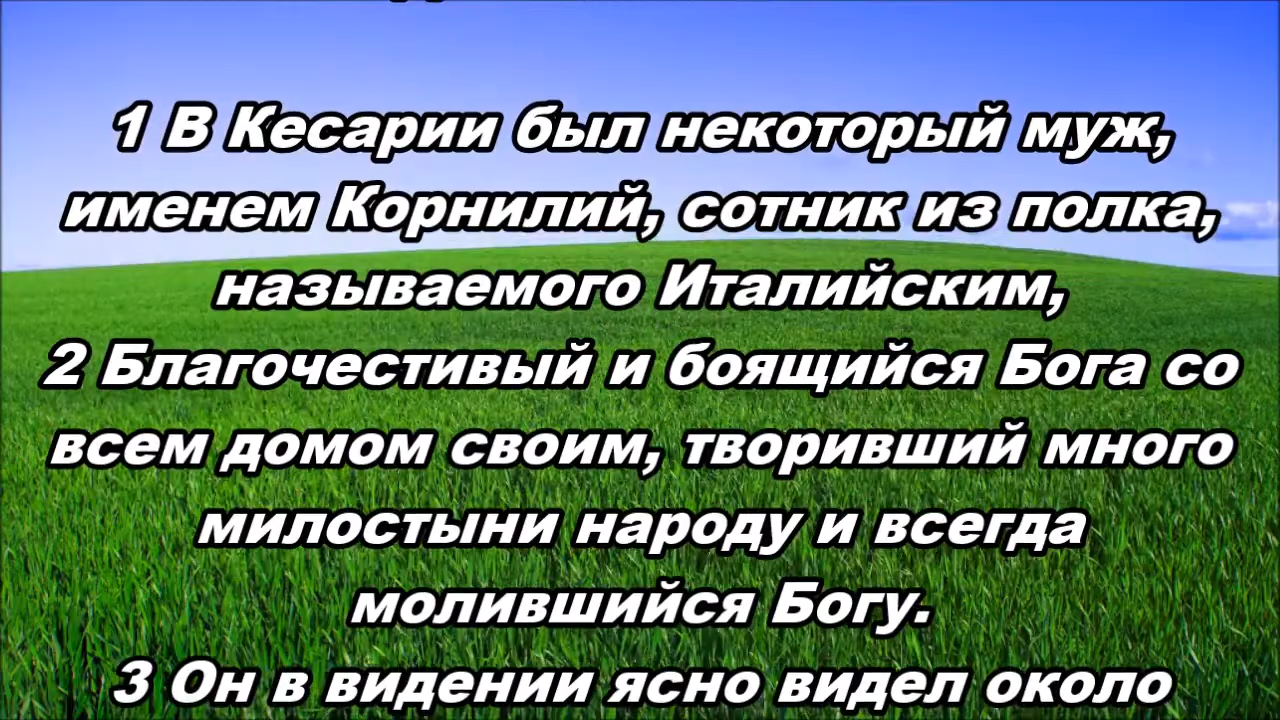 1 В Кесарии был некоторый муж,
именем Корнилий, сотник из полка,
называемого Италийским,
2 Благочестивый и боящийся Бога со
всем домом своим, творивший много
милостыни народу и всегда
молившийся Богу.
3 Он в видении ясно видел около